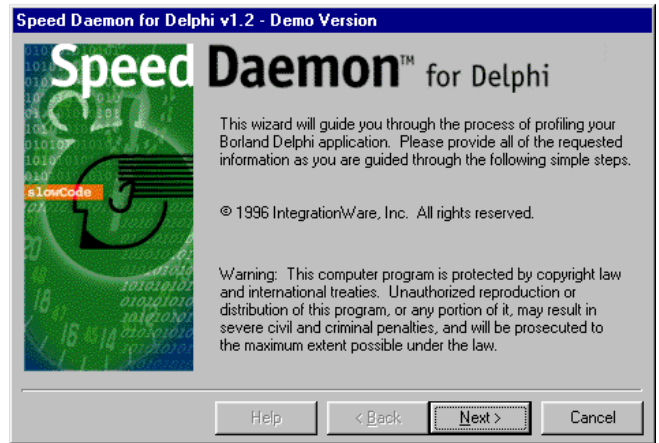 Speed Daemon for Delphi v1.2 - Demo Version
Speed Daemon™ for Delphi
This wizard will guide you through the process of profiling your
Borland Delphi application.  Please provide all of the requested
information as you are guided through the following simple steps.
slowCode
© 1996 IntegrationWare, Inc.  All rights reserved.
Warning:  This computer program is protected by copyright law
and international treaties.  Unauthorized reproduction or
distribution of this program, or any portion of it, may result in
severe civil and criminal penalties, and will be prosecuted to
the maximum extent possible under the law.
Help
< Back
Next >
Cancel